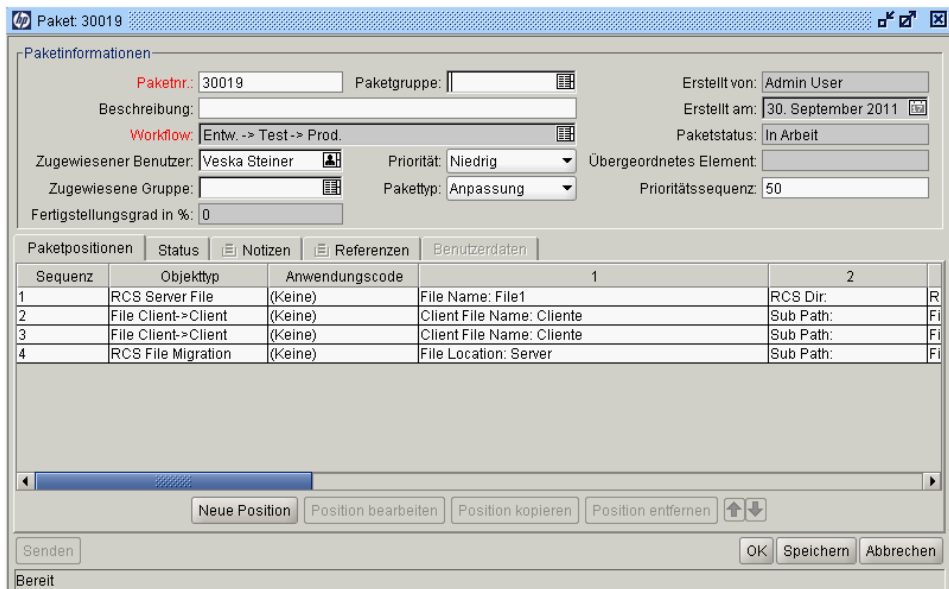 hp Paket: 30019
Paketinformationen
Paketnr.: 30019 Paketgruppe: Erstellt von: Admin User
Beschreibung: Erstellt am: 30. September 2011
Workflow: Entw. -> Test -> Prod. Paketstatus: In Arbeit
Zugewiesener Benutzer: Veska Steiner Priorität: Niedrig Übergeordnetes Element:
Zugewiesene Gruppe: Pakettyp: Anpassung Prioritätssequenz: 50
Fertigstellungsgrad in %: 0
Paketpositionen Status Notizen Referenzen Benutzerdaten
Sequenz Objekttyp Anwendungscode 1 2
1 RCS Server File (Keine) File Name: File1 RCS Dir: R
2 File Client->Client (Keine) Client File Name: Cliente Sub Path: Fi
3 File Client->Client (Keine) Client File Name: Cliente Sub Path: Fi
4 RCS File Migration (Keine) File Location: Server Sub Path: Fi
Neue Position Position bearbeiten Position kopieren Position entfernen
Senden OK Speichern Abbrechen
Bereit